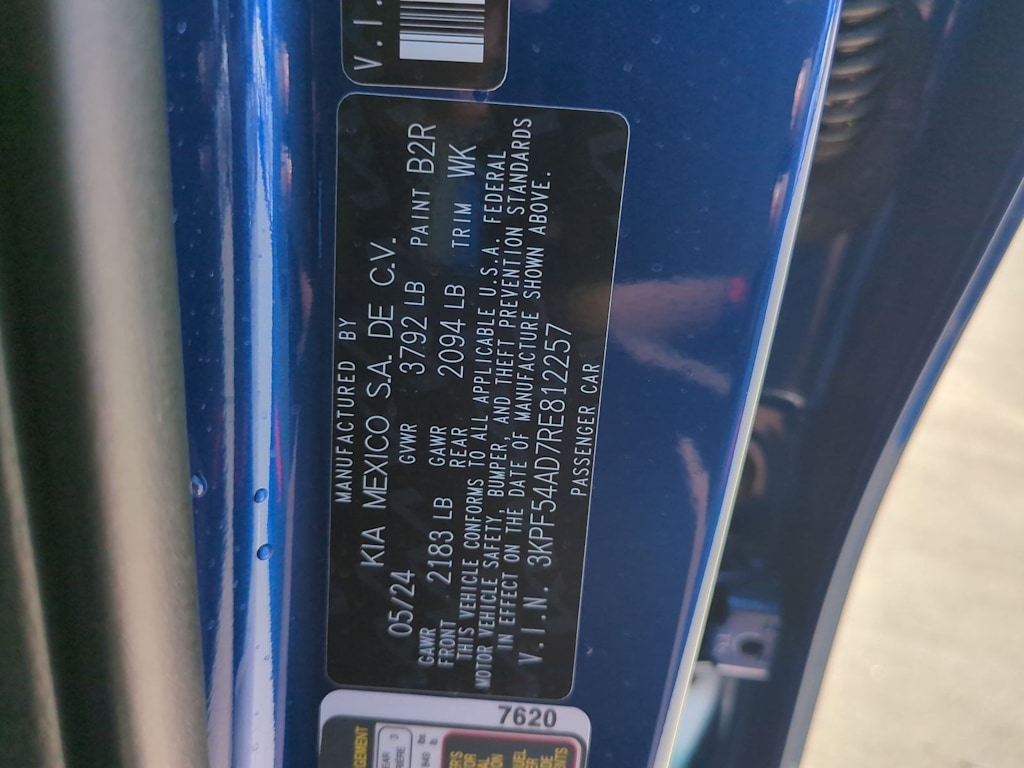 MANUFACTURED BY
KIA MEXICO S.A. DE C.V.
05/24 GVWR 3792 LB PAINT B2R
GAWR FRONT 2183 LB GAWR REAR 2094 LB TRIM WK
THIS VEHICLE CONFORMS TO ALL APPLICABLE U.S.A. FEDERAL
MOTOR VEHICLE SAFETY, BUMPER, AND THEFT PREVENTION STANDARDS
IN EFFECT ON THE DATE OF MANUFACTURE SHOWN ABOVE.
V.I.N. 3KPF54AD7RE812257
PASSENGER CAR
V.I.
7620